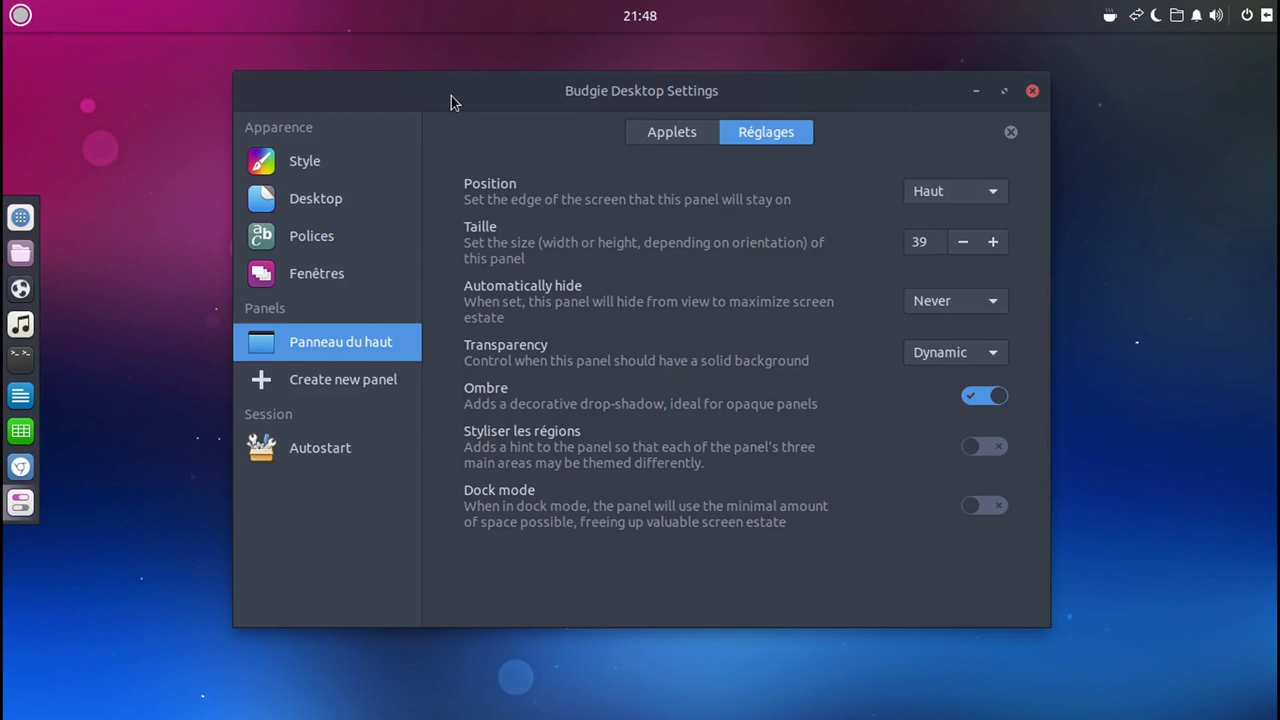 21:48
Budgie Desktop Settings
Apparence
Style
Desktop
Polices
Fenêtres
Panels
Panneau du haut
Create new panel
Session
Autostart
Applets
Réglages
Position
Set the edge of the screen that this panel will stay on
Haut
Taille
Set the size (width or height, depending on orientation) of
this panel
39
Automatically hide
When set, this panel will hide from view to maximize screen
estate
Never
Transparency
Control when this panel should have a solid background
Dynamic
Ombre
Adds a decorative drop-shadow, ideal for opaque panels
Styliser les régions
Adds a hint to the panel so that each of the panel's three
main areas may be themed differently.
Dock mode
When in dock mode, the panel will use the minimal amount
of space possible, freeing up valuable screen estate